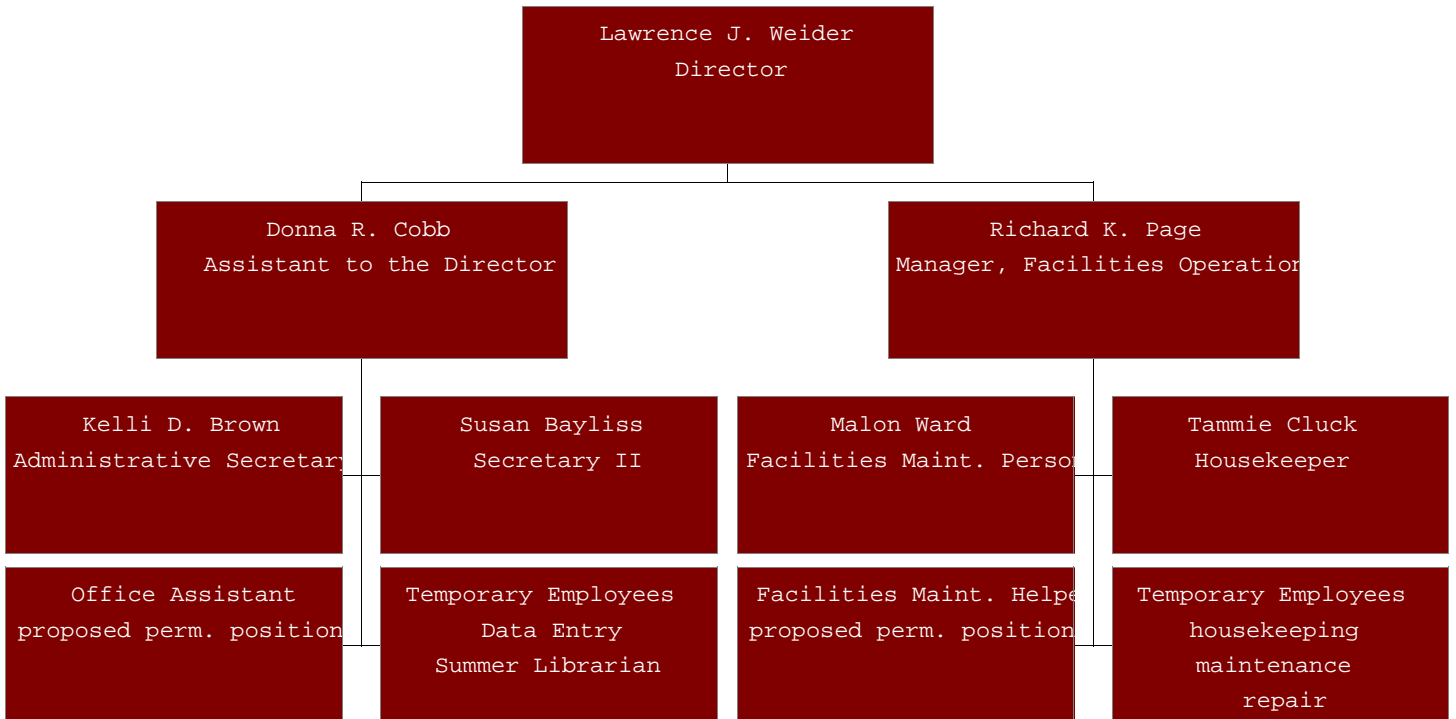 Lawrence J. Weider
Director
Donna R. Cobb
Assistant to the Director
Richard K. Page
Manager, Facilities Operation
Kelli D. Brown
Administrative Secretary
Susan Bayliss
Secretary II
Malon Ward
Facilities Maint. Person
Tammie Cluck
Housekeeper
Office Assistant
proposed perm. position
Temporary Employees
Data Entry
Summer Librarian
Facilities Maint. Helpe
proposed perm. position
Temporary Employees
housekeeping
maintenance
repair